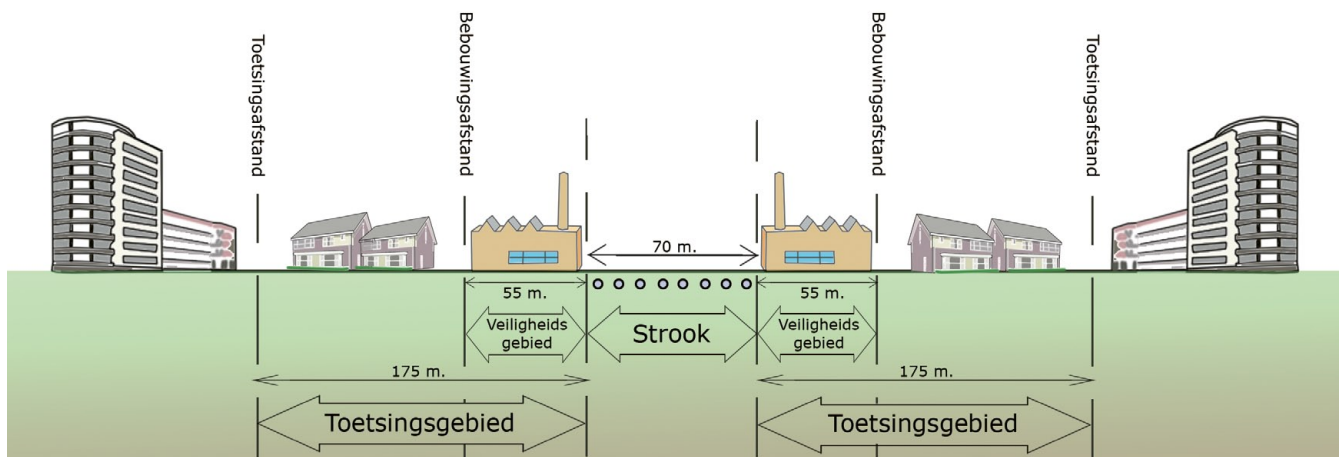 Toetsingsafstand
Bebouwingsafstand
Bebouwingsafstand
Toetsingsafstand
70 m.
55 m.
55 m.
Veiligheids
gebied
Strook
Veiligheids
gebied
175 m.
175 m.
Toetsingsgebied
Toetsingsgebied